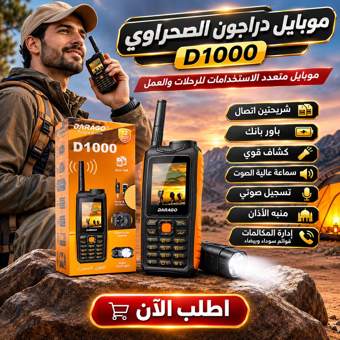 موبايل دراجون الصحراوي
D1000
موبايل متعدد الاستخدامات للرحلات والعمل
شريحتين اتصال
باور بانك
كشاف قوي
سماعة عالية الصوت
تسجيل صوتي
منبه الأذان
إدارة المكالمات
قوائم سوداء وبيضاء
DARAGO
D1000
DARAGO
اطلب الآن